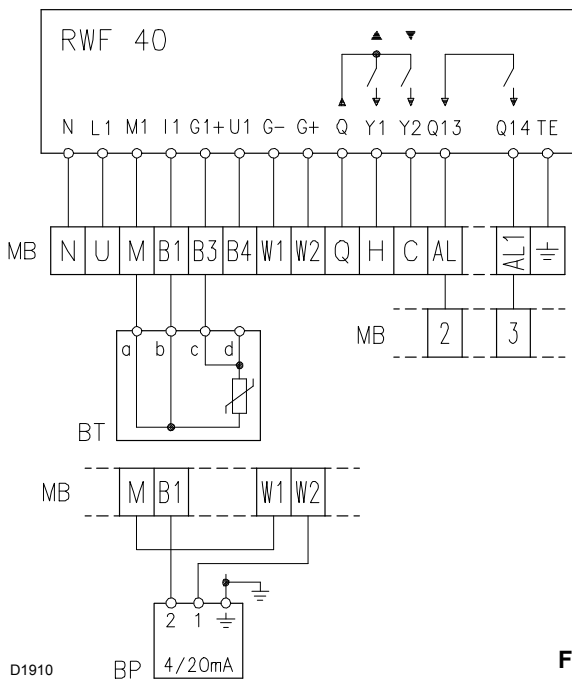 RWF 40
N L1 M1 I1 G1+ U1 G- G+ Q Y1 Y2 Q13 Q14 TE
MB N U M B1 B3 B4 W1 W2 Q H C AL AL1
MB 2 3
a b c d
BT
MB M B1 W1 W2
2 1
BP 4/20mA
D1910
F